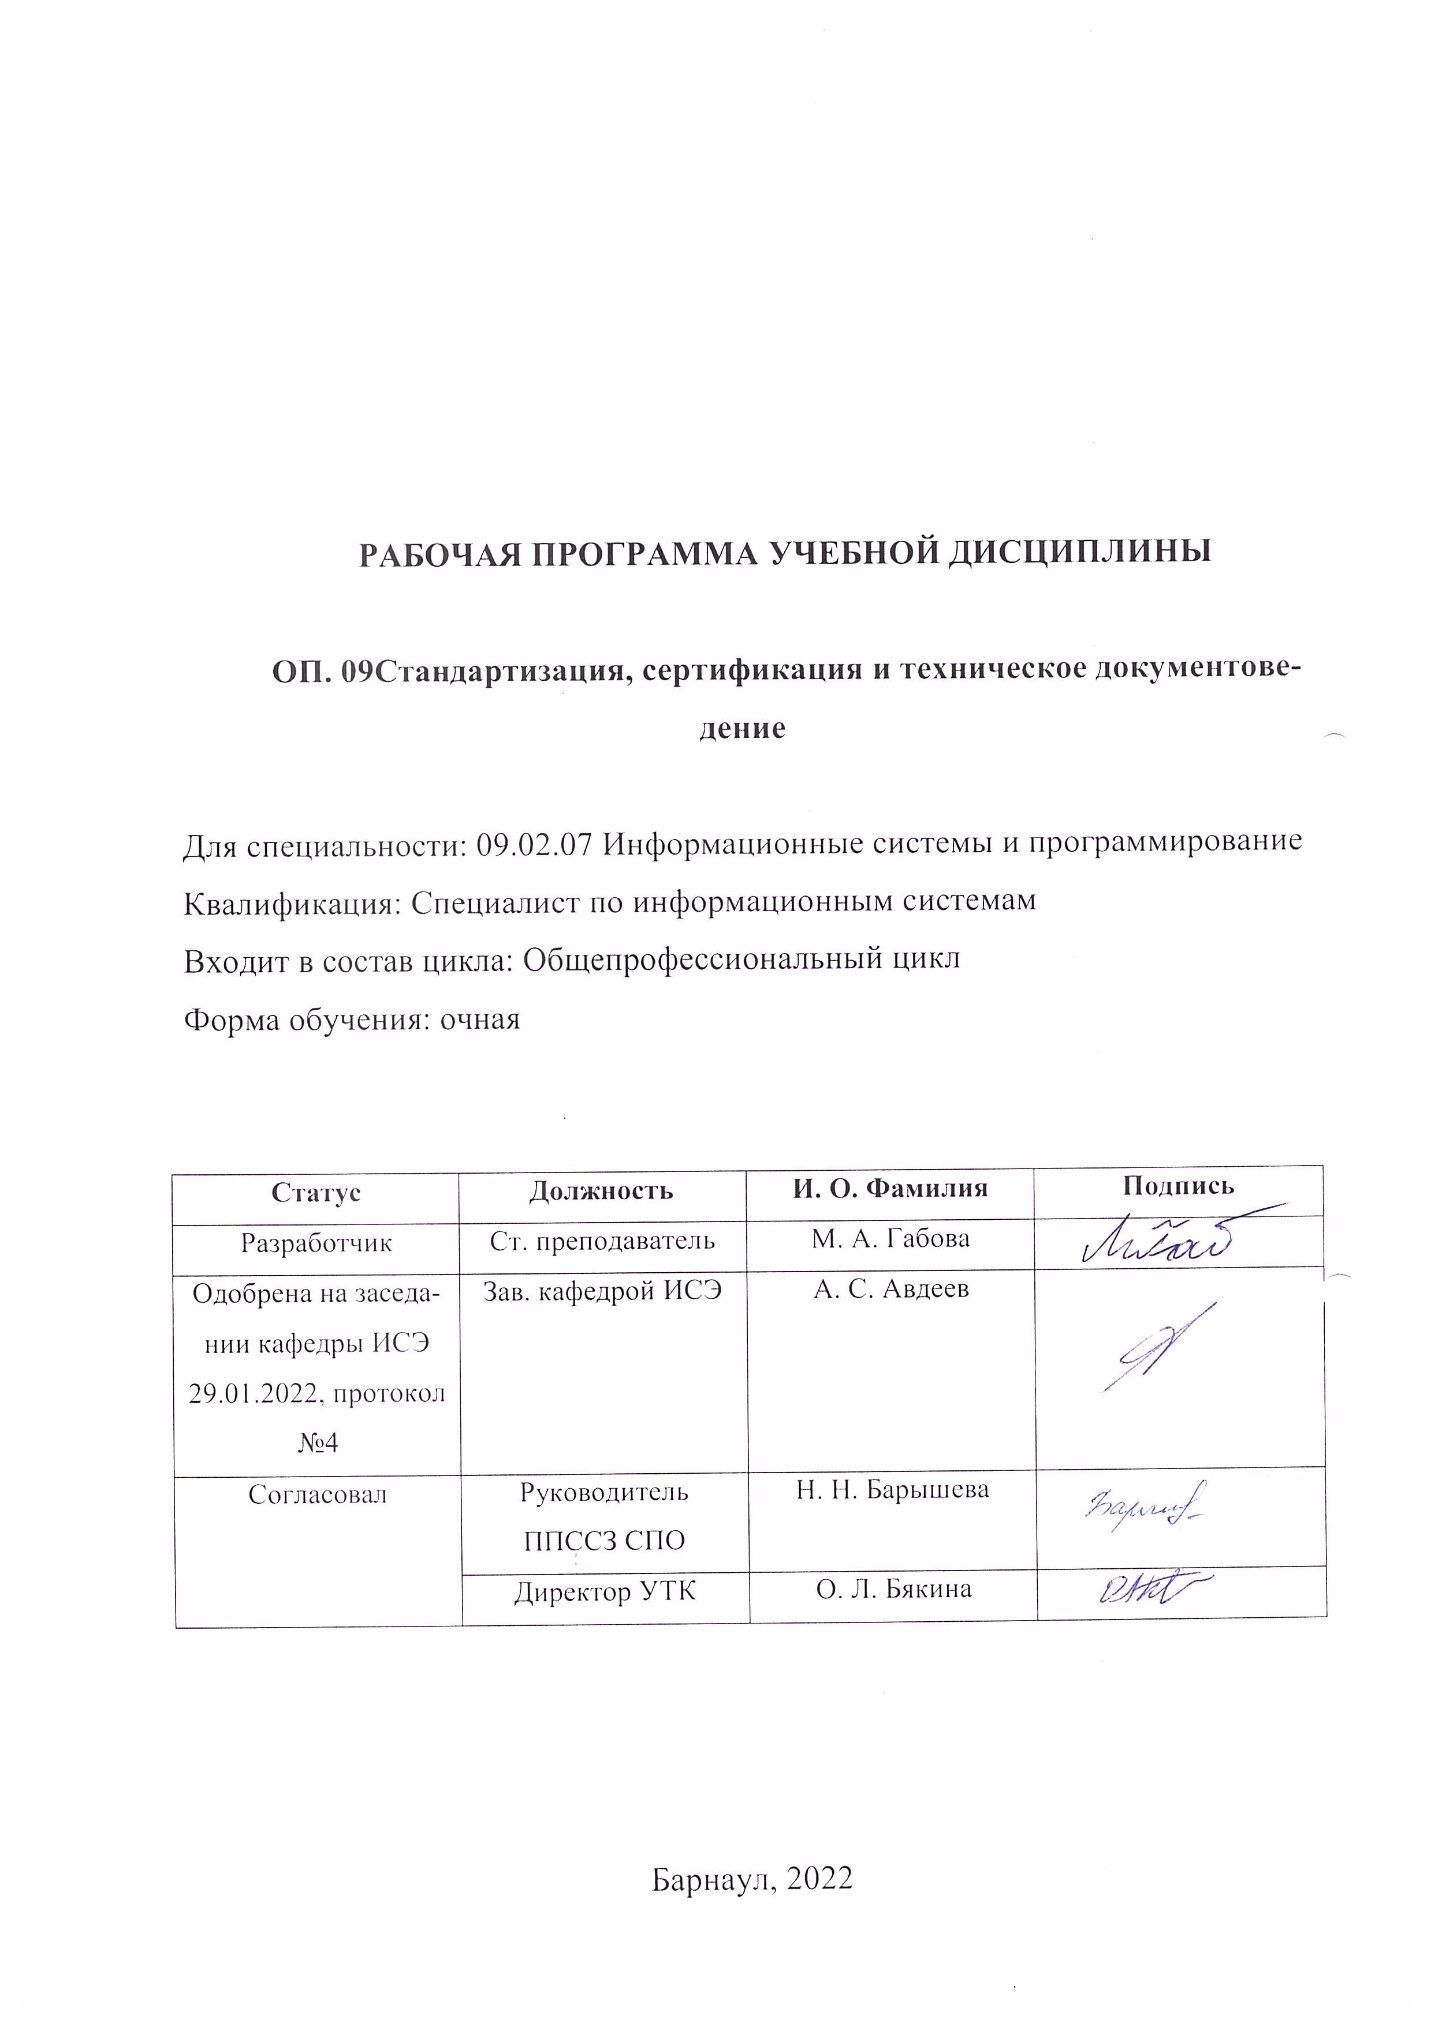 РАБОЧАЯ ПРОГРАММА УЧЕБНОЙ ДИСЦИПЛИНЫ
ОП. 09Стандартизация, сертификация и техническое документове-
дение
Для специальности: 09.02.07 Информационные системы и программирование
Квалификация: Специалист по информационным системам
Входит в состав цикла: Общепрофессиональный цикл
Форма обучения: очная
Статус Должность И. О. Фамилия Подпись
Разработчик Ст. преподаватель М. А. Габова
Одобрена на заседа-
нии кафедры ИСЭ
29.01.2022, протокол
№4
Зав. кафедрой ИСЭ
А. С. Авдеев
Согласовал
Руководитель
ППССЗ СПО
Н. Н. Барышева
Директор УТК О. Л. Бякина
Барнаул, 2022